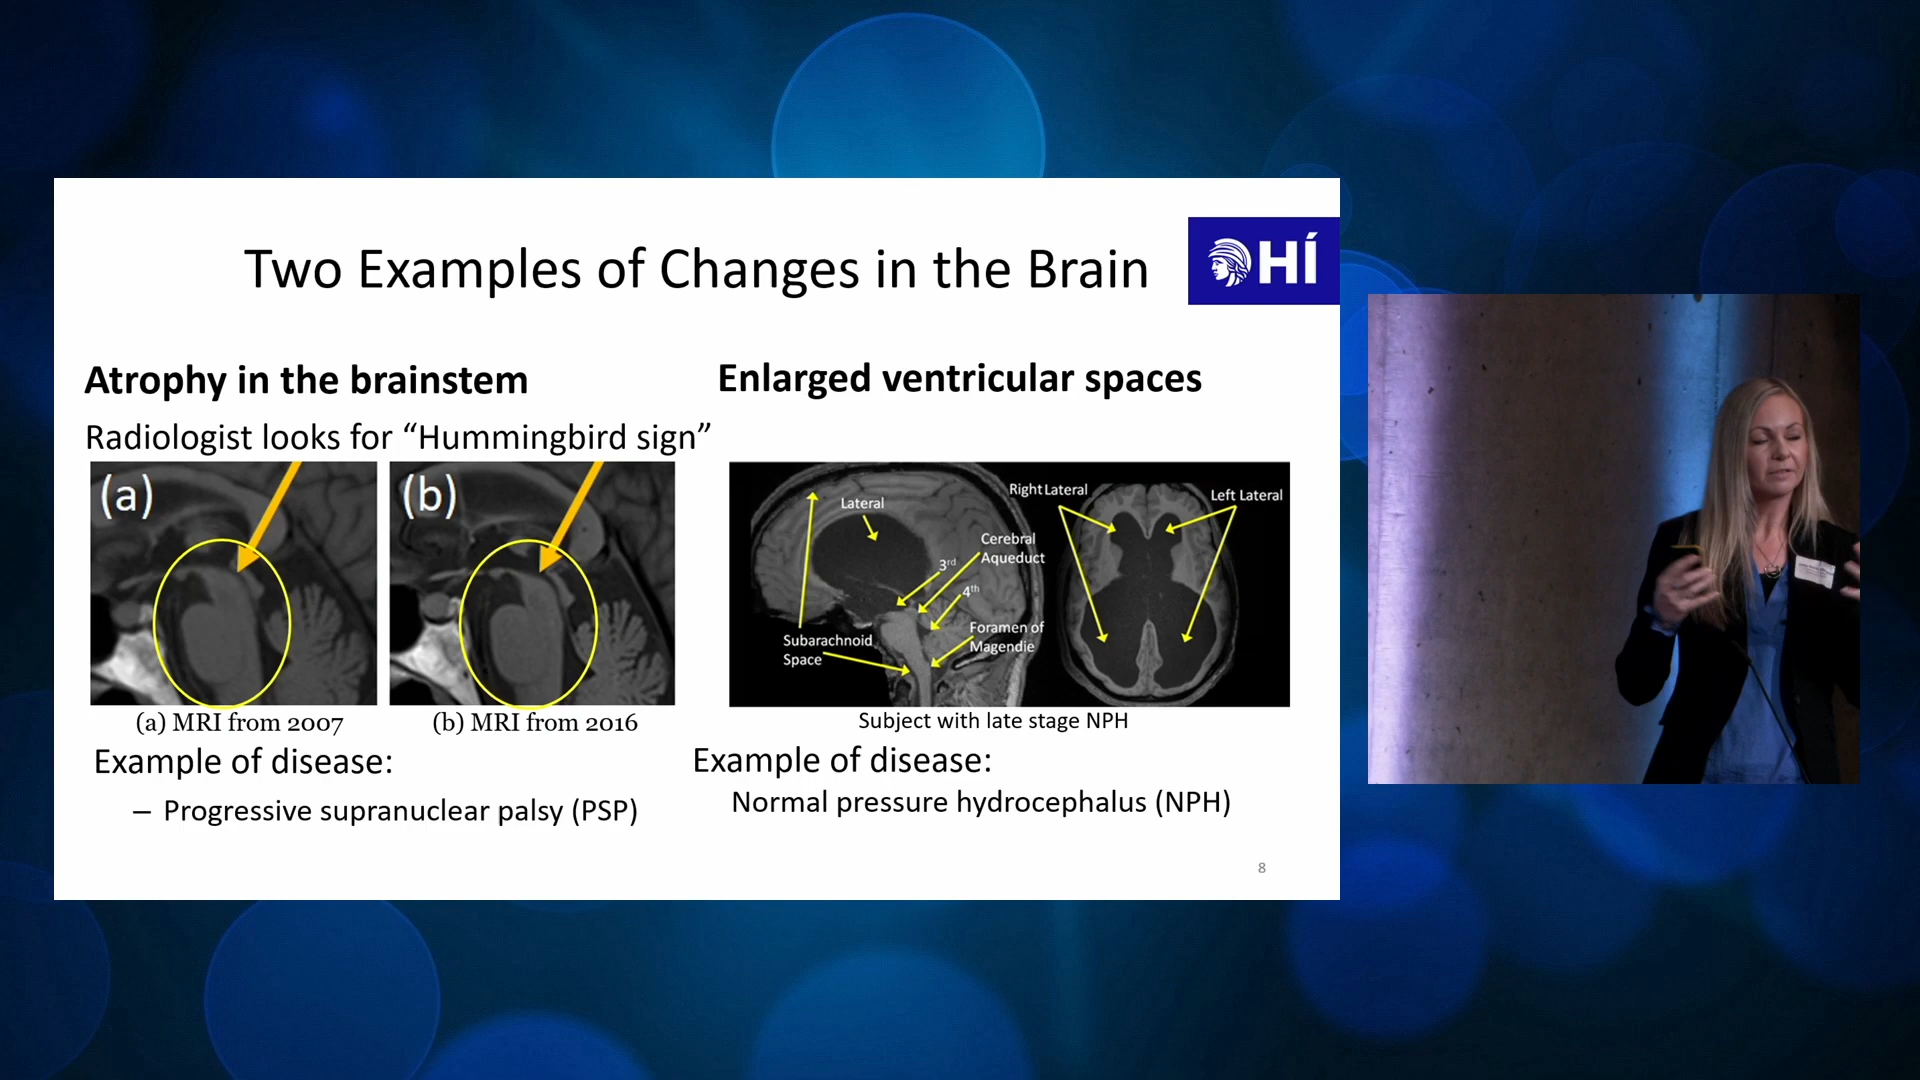 Two Examples of Changes in the Brain
HÍ
Atrophy in the brainstem
Radiologist looks for “Hummingbird sign”
(a)
(b)
(a) MRI from 2007
(b) MRI from 2016
Example of disease:
– Progressive supranuclear palsy (PSP)
Enlarged ventricular spaces
Lateral
Right Lateral
Left Lateral
Cerebral
Aqueduct
3rd
4th
Foramen of
Magendie
Subarachnoid
Space
Subject with late stage NPH
Example of disease:
Normal pressure hydrocephalus (NPH)
8